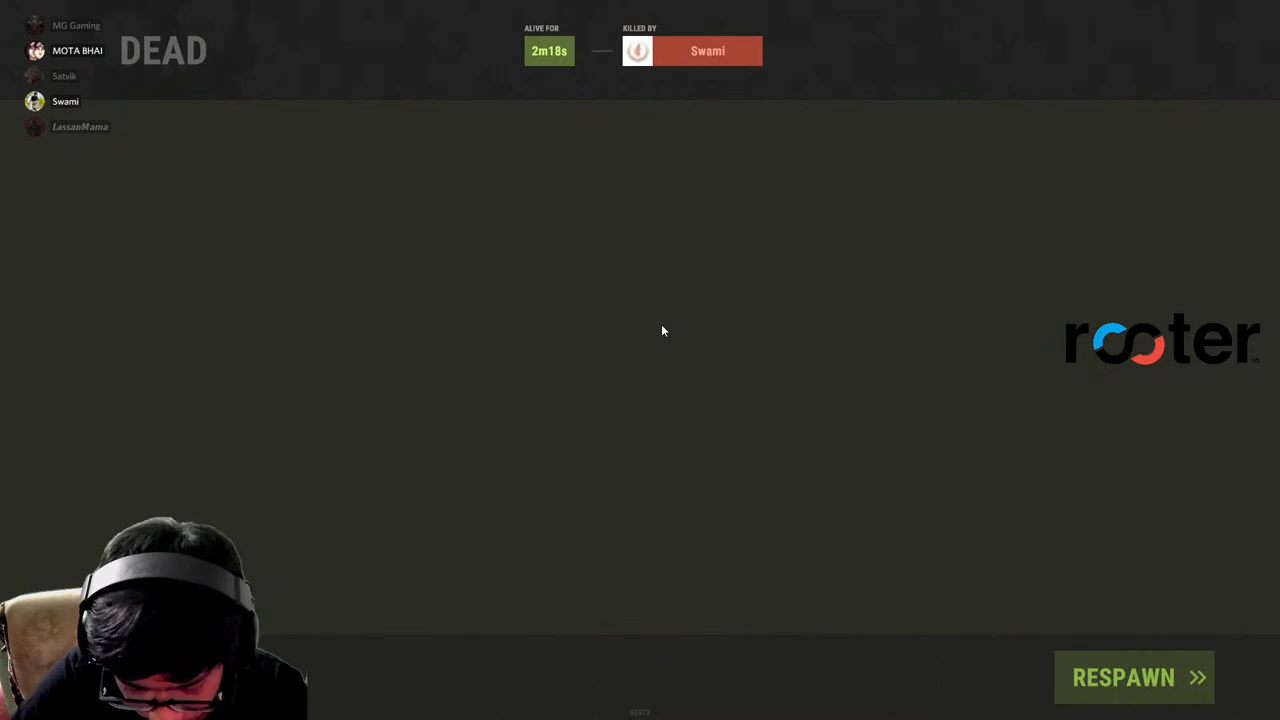 MG Gaming
MOTA BHAI
Satvik
Swami
LassanMama
DEAD
ALIVE FOR
2m18s
KILLED BY
Swami
rooter
RESPAWN